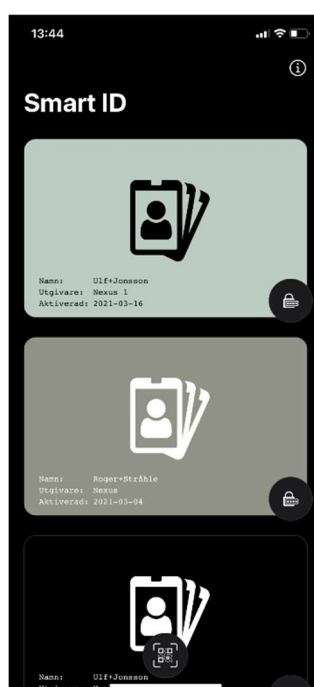 13:44
Smart ID
Namn: Ulf+Jonsson
Utgivare: Nexus 1
Aktiverad: 2021-03-16
Namn: Roger+Stråhle
Utgivare: Nexus
Aktiverad: 2021-03-04
Namn: Ulf+Jonsson